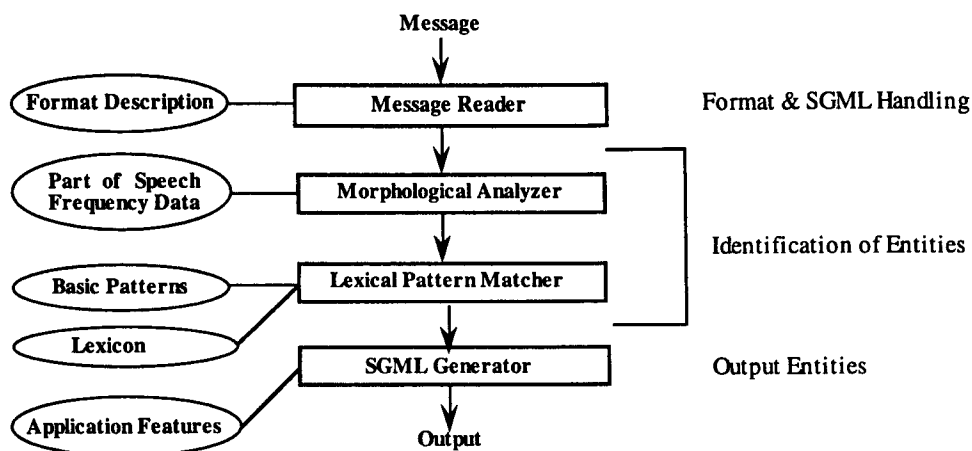 Message
Format Description
Message Reader
Format & SGML Handling
Part of Speech
Frequency Data
Morphological Analyzer
Identification of Entities
Basic Patterns
Lexical Pattern Matcher
Lexicon
SGML Generator
Output Entities
Application Features
Output